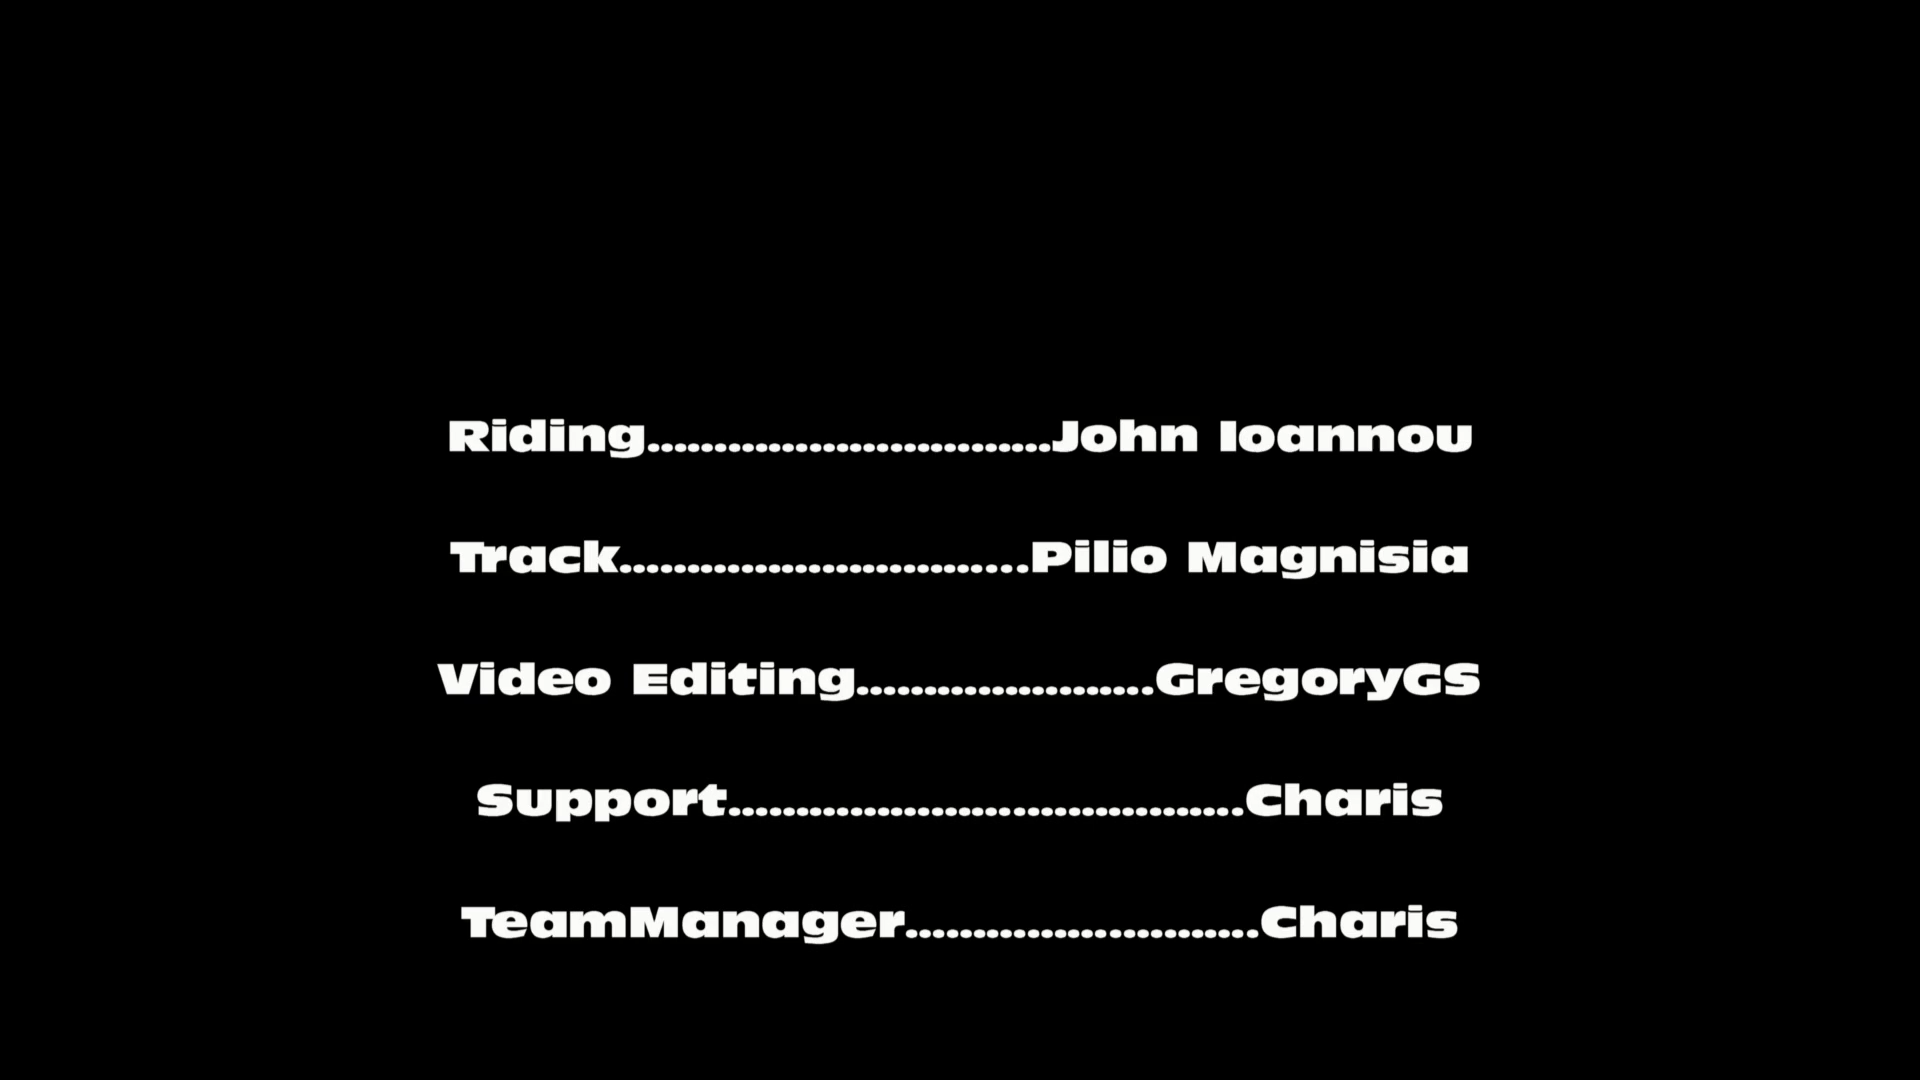 Riding..............................John Ioannou
Track..............................Pilio Magnisia
Video Editing......................GregoryGS
Support......................................Charis
TeamManager..........................Charis